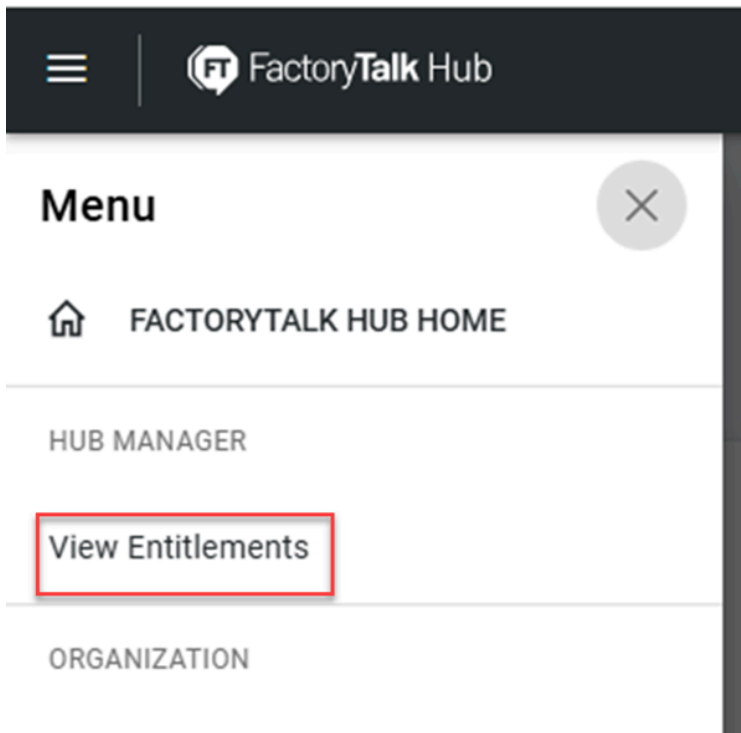 FT FactoryTalk Hub
Menu
FACTORYTALK HUB HOME
HUB MANAGER
View Entitlements
ORGANIZATION